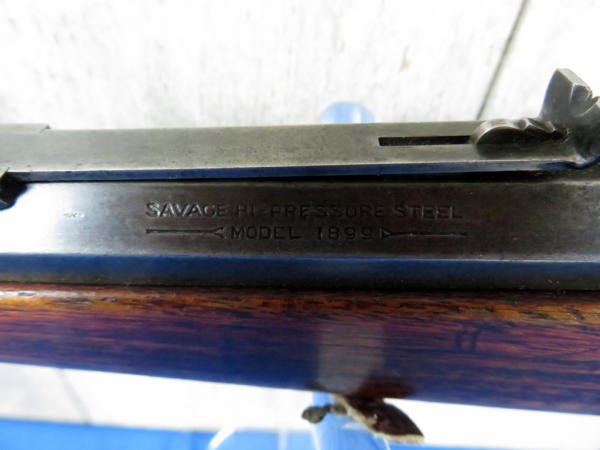 SAVAGE HI-PRESSURE STEEL
MODEL 1899